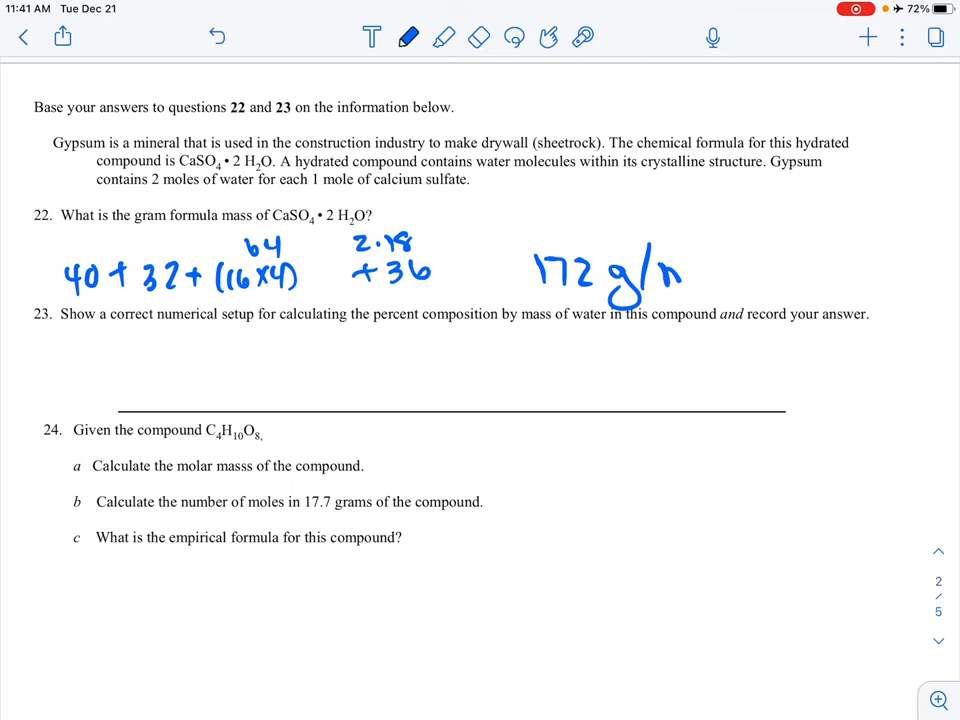 11:41 AM Tue Dec 21 72%
T
Base your answers to questions 22 and 23 on the information below.
Gypsum is a mineral that is used in the construction industry to make drywall (sheetrock). The chemical formula for this hydrated
compound is CaSO₄ • 2 H₂O. A hydrated compound contains water molecules within its crystalline structure. Gypsum
contains 2 moles of water for each 1 mole of calcium sulfate.
22. What is the gram formula mass of CaSO₄ • 2 H₂O?
64 2·18
40 + 32 + (16 x4) + 36 172 g/
23. Show a correct numerical setup for calculating the percent composition by mass of water in this compound and record your answer.
24. Given the compound C₄H₁₀O₈,
a Calculate the molar masss of the compound.
b Calculate the number of moles in 17.7 grams of the compound.
c What is the empirical formula for this compound?
2
/
5